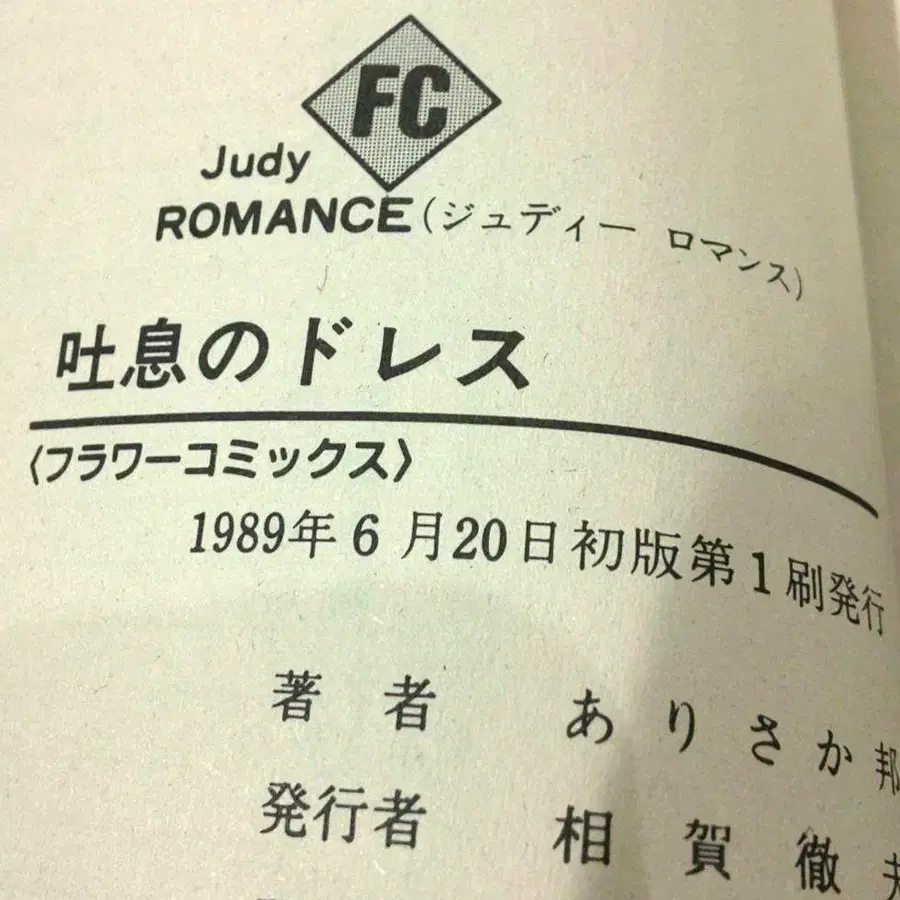 FC
Judy
ROMANCE(ジュディー ロマンス)
吐息のドレス
〈フラワーコミックス〉
1989年6月20日初版第1刷発行
著者 ありさか邦
発行者 相賀徹夫